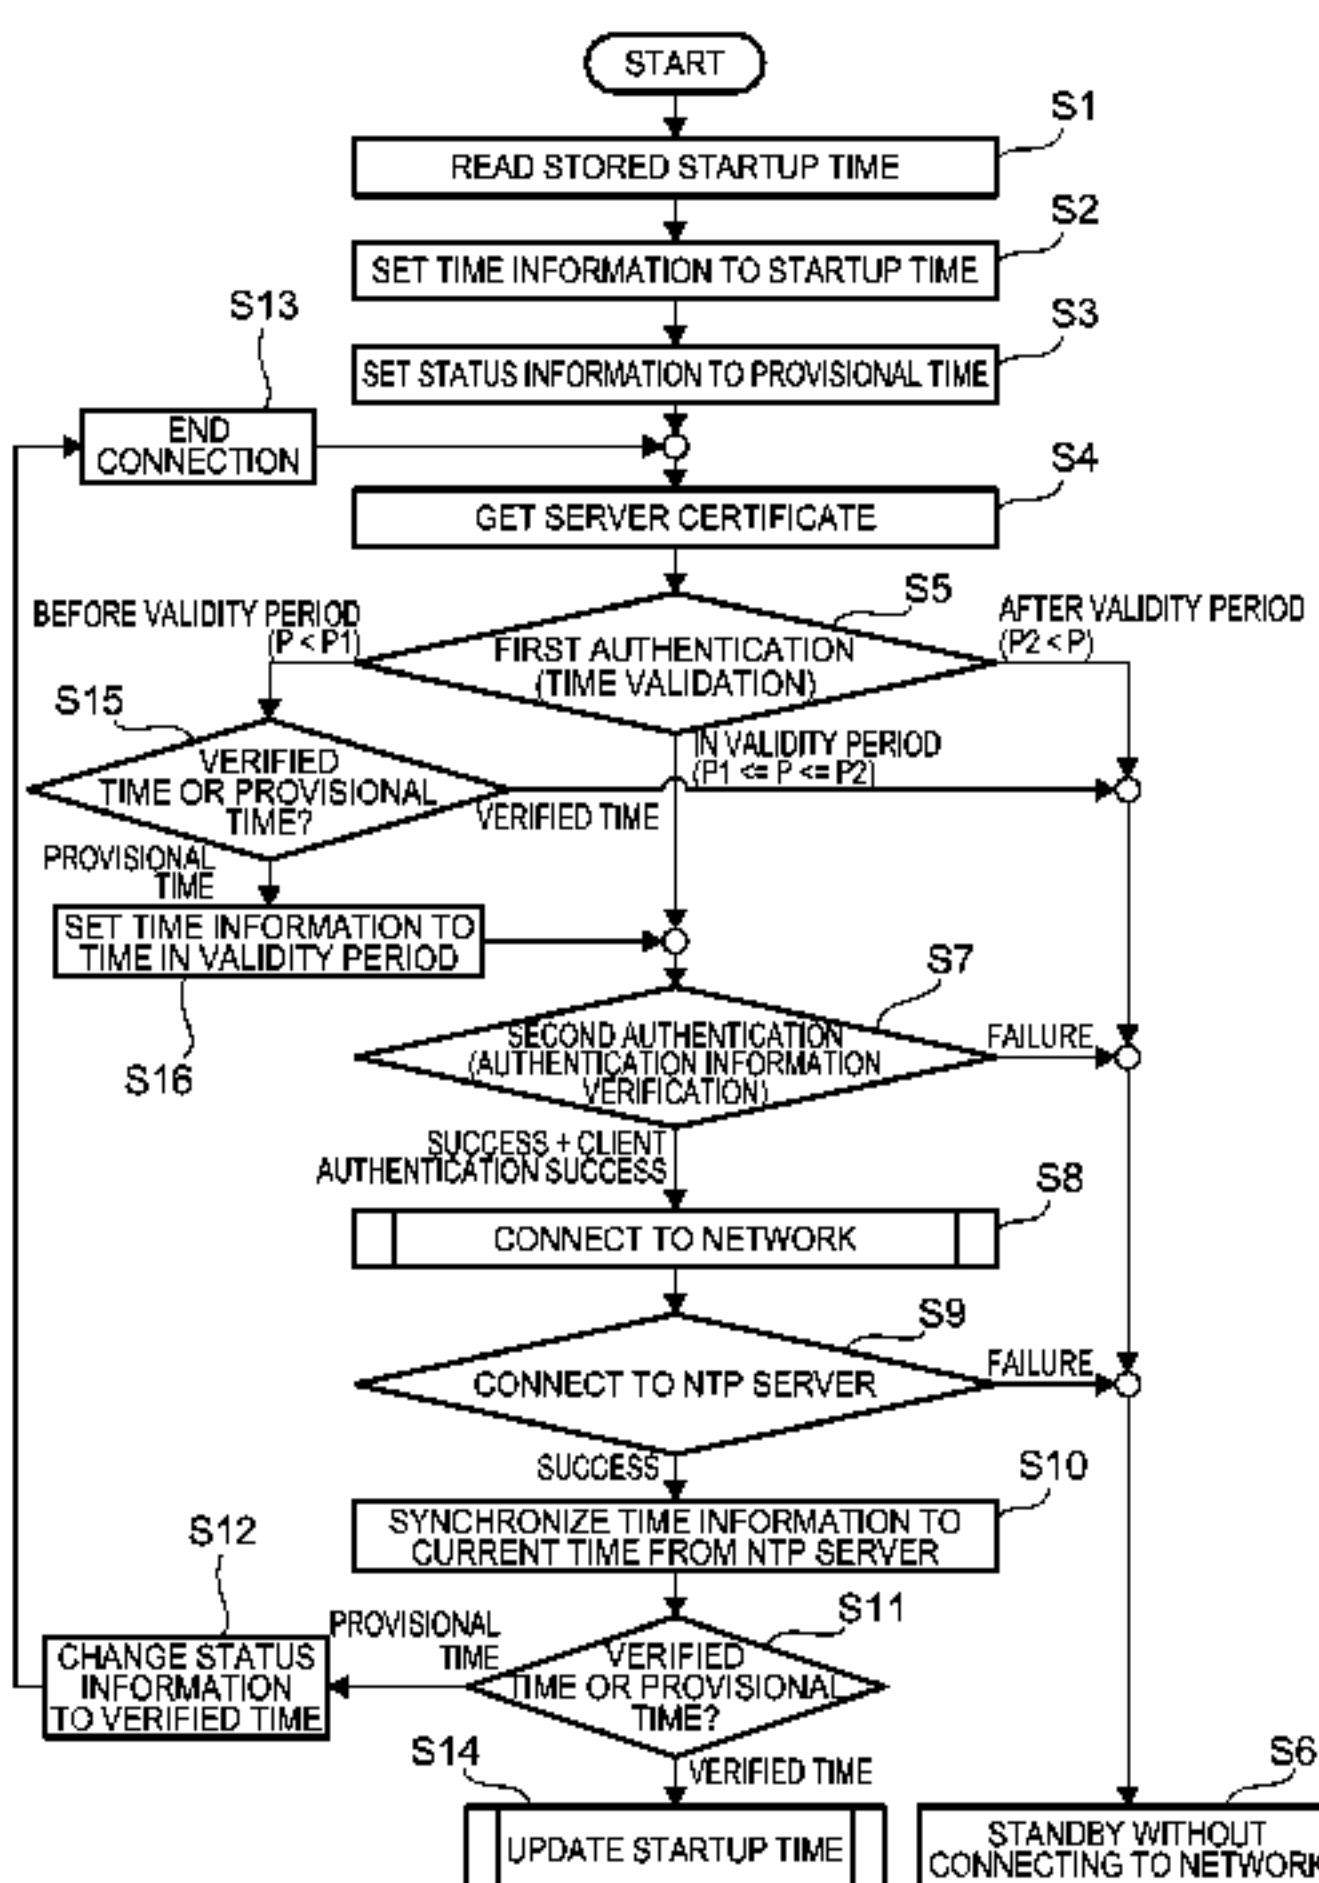 START
S1
READ STORED STARTUP TIME
S2
SET TIME INFORMATION TO STARTUP TIME
S13
S3
SET STATUS INFORMATION TO PROVISIONAL TIME
END
CONNECTION
S4
GET SERVER CERTIFICATE
S5
BEFORE VALIDITY PERIOD
(P < P1)
AFTER VALIDITY PERIOD
(P2 < P)
FIRST AUTHENTICATION
(TIME VALIDATION)
S15
IN VALIDITY PERIOD
(P1 <= P <= P2)
VERIFIED
TIME OR PROVISIONAL
TIME?
VERIFIED TIME
PROVISIONAL
TIME
SET TIME INFORMATION TO
TIME IN VALIDITY PERIOD
S16
S7
SECOND AUTHENTICATION
(AUTHENTICATION INFORMATION
VERIFICATION)
FAILURE
SUCCESS + CLIENT
AUTHENTICATION SUCCESS
S8
CONNECT TO NETWORK
S9
CONNECT TO NTP SERVER
FAILURE
SUCCESS
S10
SYNCHRONIZE TIME INFORMATION TO
CURRENT TIME FROM NTP SERVER
S12
S11
PROVISIONAL
TIME
CHANGE STATUS
INFORMATION
TO VERIFIED TIME
VERIFIED
TIME OR PROVISIONAL
TIME?
S14
VERIFIED TIME
S6
UPDATE STARTUP TIME
STANDBY WITHOUT
CONNECTING TO NETWORK